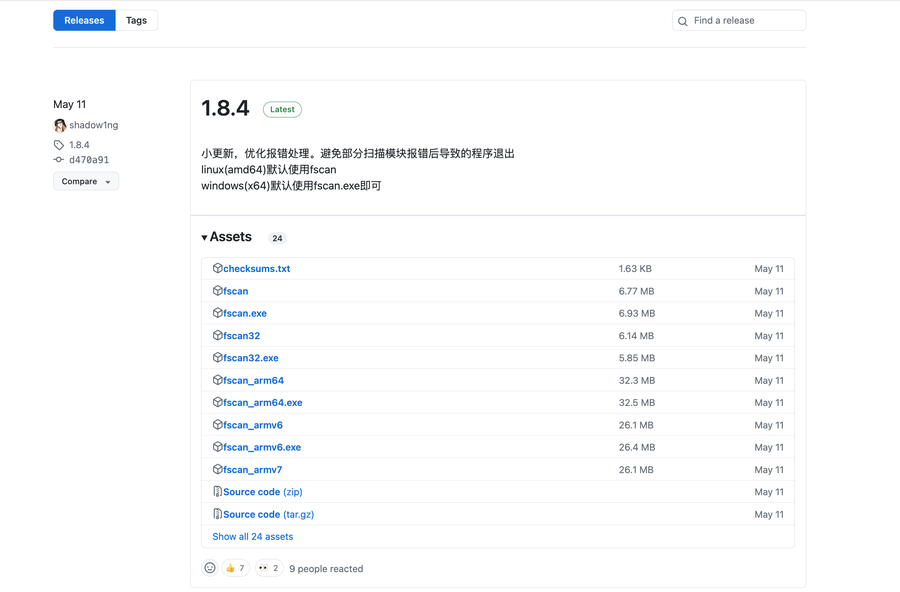 Releases Tags Find a release
May 11
shadow1ng
1.8.4
d470a91
Compare
1.8.4 Latest
小更新，优化报错处理。避免部分扫描模块报错后导致的程序退出
linux(amd64)默认使用fscan
windows(x64)默认使用fscan.exe即可
Assets 24
checksums.txt 1.63 KB May 11
fscan 6.77 MB May 11
fscan.exe 6.93 MB May 11
fscan32 6.14 MB May 11
fscan32.exe 5.85 MB May 11
fscan_arm64 32.3 MB May 11
fscan_arm64.exe 32.5 MB May 11
fscan_armv6 26.1 MB May 11
fscan_armv6.exe 26.4 MB May 11
fscan_armv7 26.1 MB May 11
Source code (zip) May 11
Source code (tar.gz) May 11
Show all 24 assets
7 2 9 people reacted